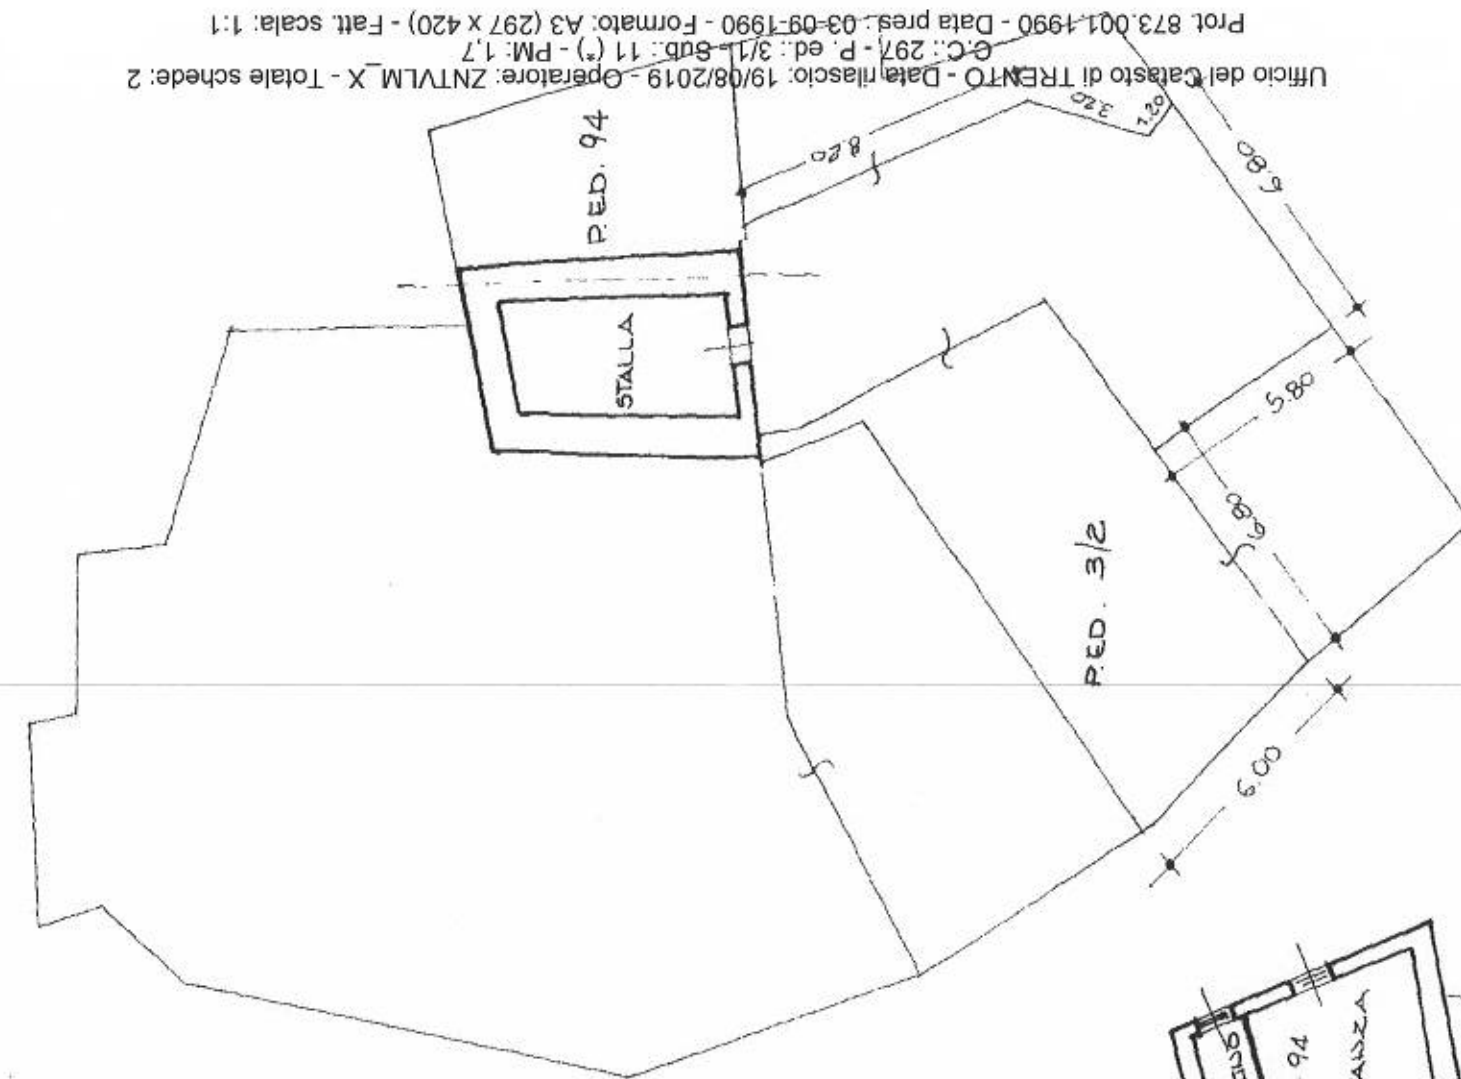 Ufficio del Catasto di TRENTO - Data rilascio: 19/08/2019 - Operatore: ZNTVLM_X - Totale schede: 2
C.C.: 297 - P. ed.: 3/1 - Sub.: 11 (*) - PM: 1,7
Prot. 873.001.1990 - Data pres.: 03-09-1990 - Formato: A3 (297 x 420) - Fatt. scala: 1:1
P.ED. 94
8.20
3.20
1.20
6.80
STALLA
5.80
6.80
P.ED. 3/2
6.00
94